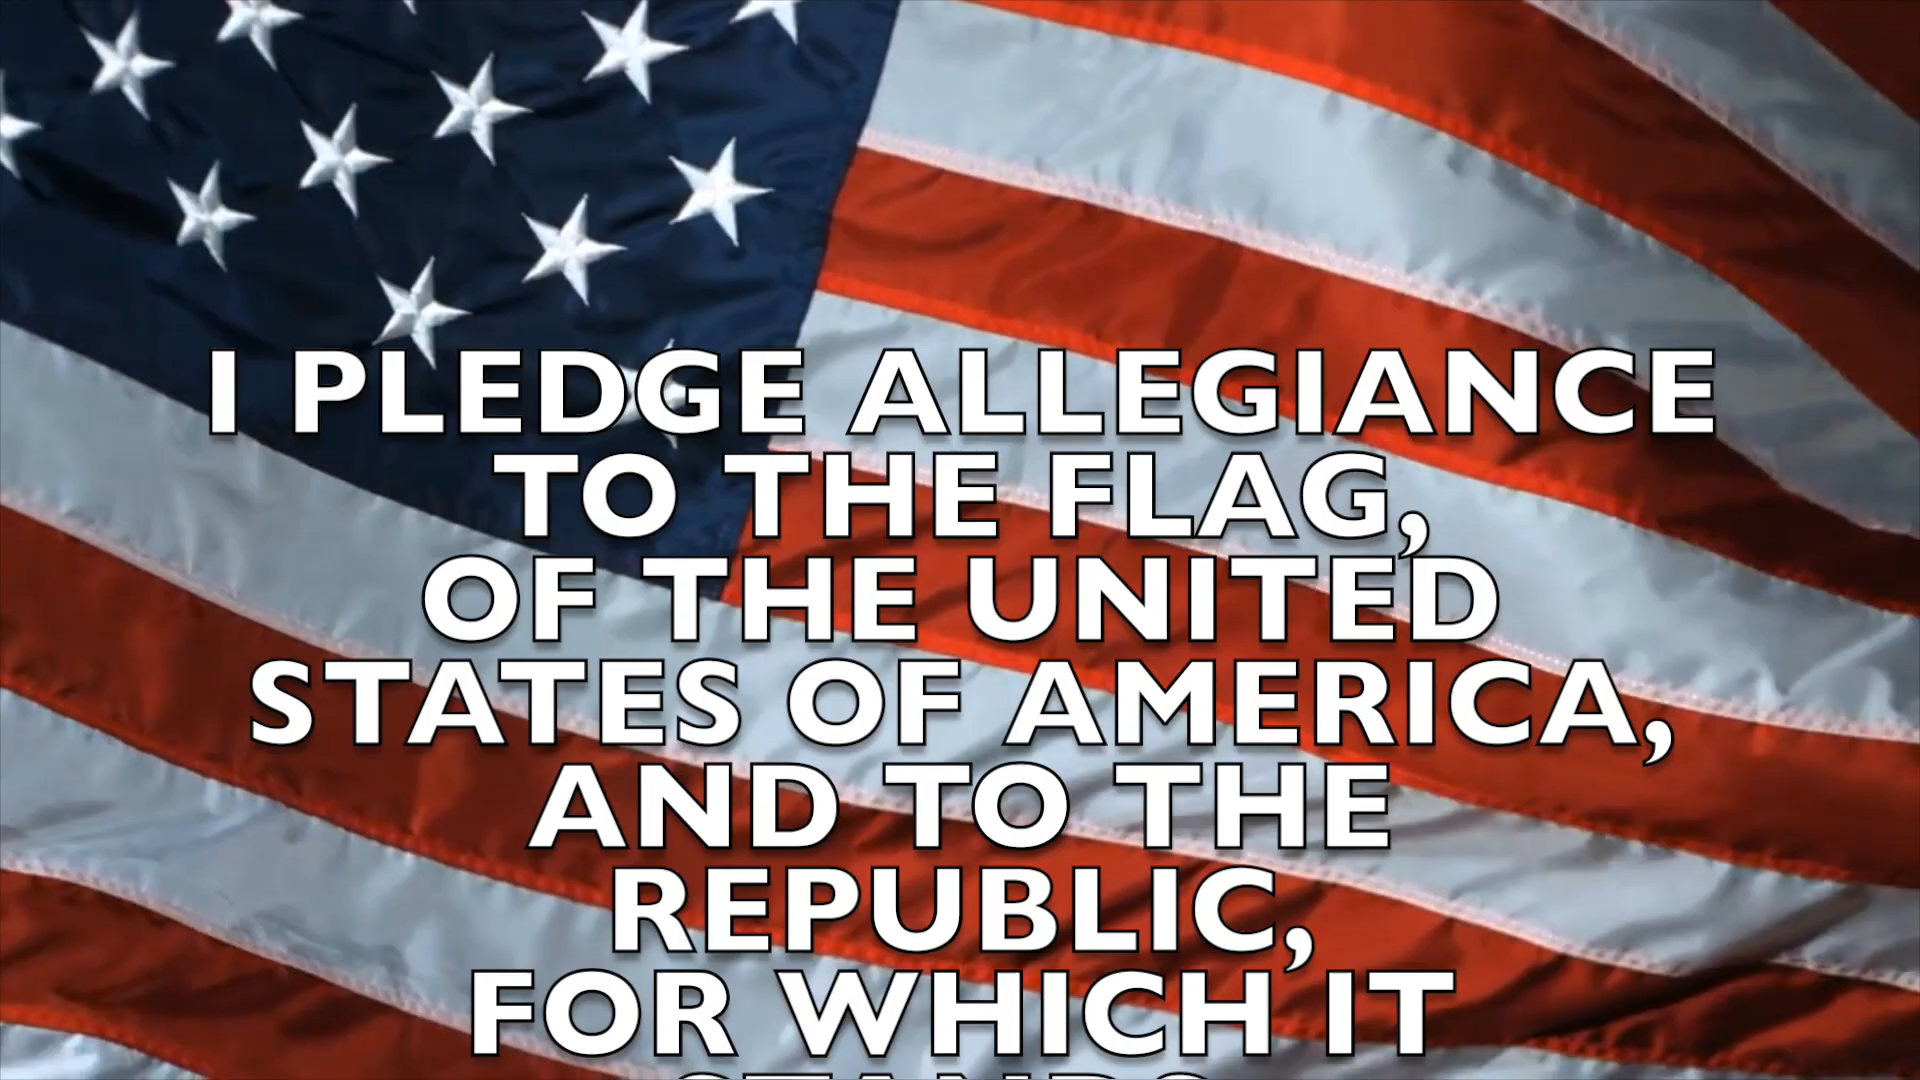 I PLEDGE ALLEGIANCE
TO THE FLAG,
OF THE UNITED
STATES OF AMERICA,
AND TO THE
REPUBLIC,
FOR WHICH IT